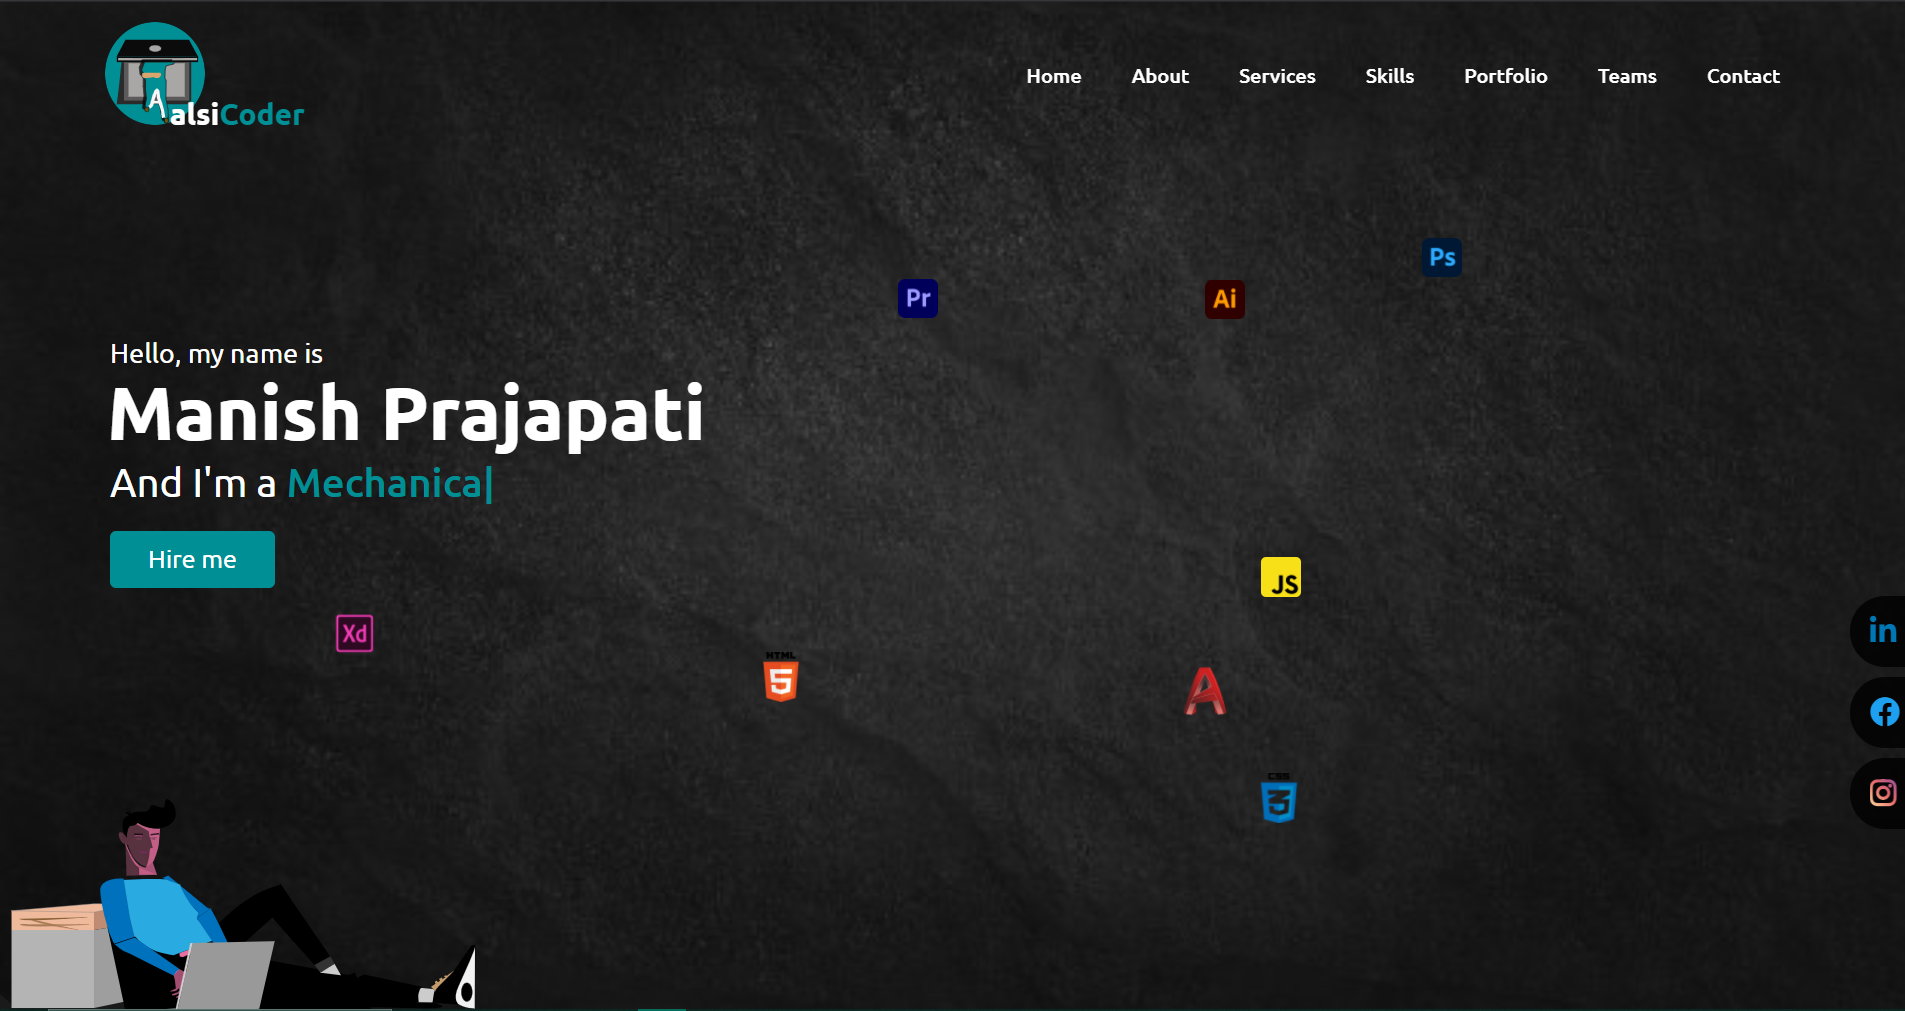 AalsiCoder
Home About Services Skills Portfolio Teams Contact
Ps
Pr
Ai
Hello, my name is
Manish Prajapati
And I'm a Mechanica|
Hire me
JS
Xd
HTML
5
A
CSS
3
in
f